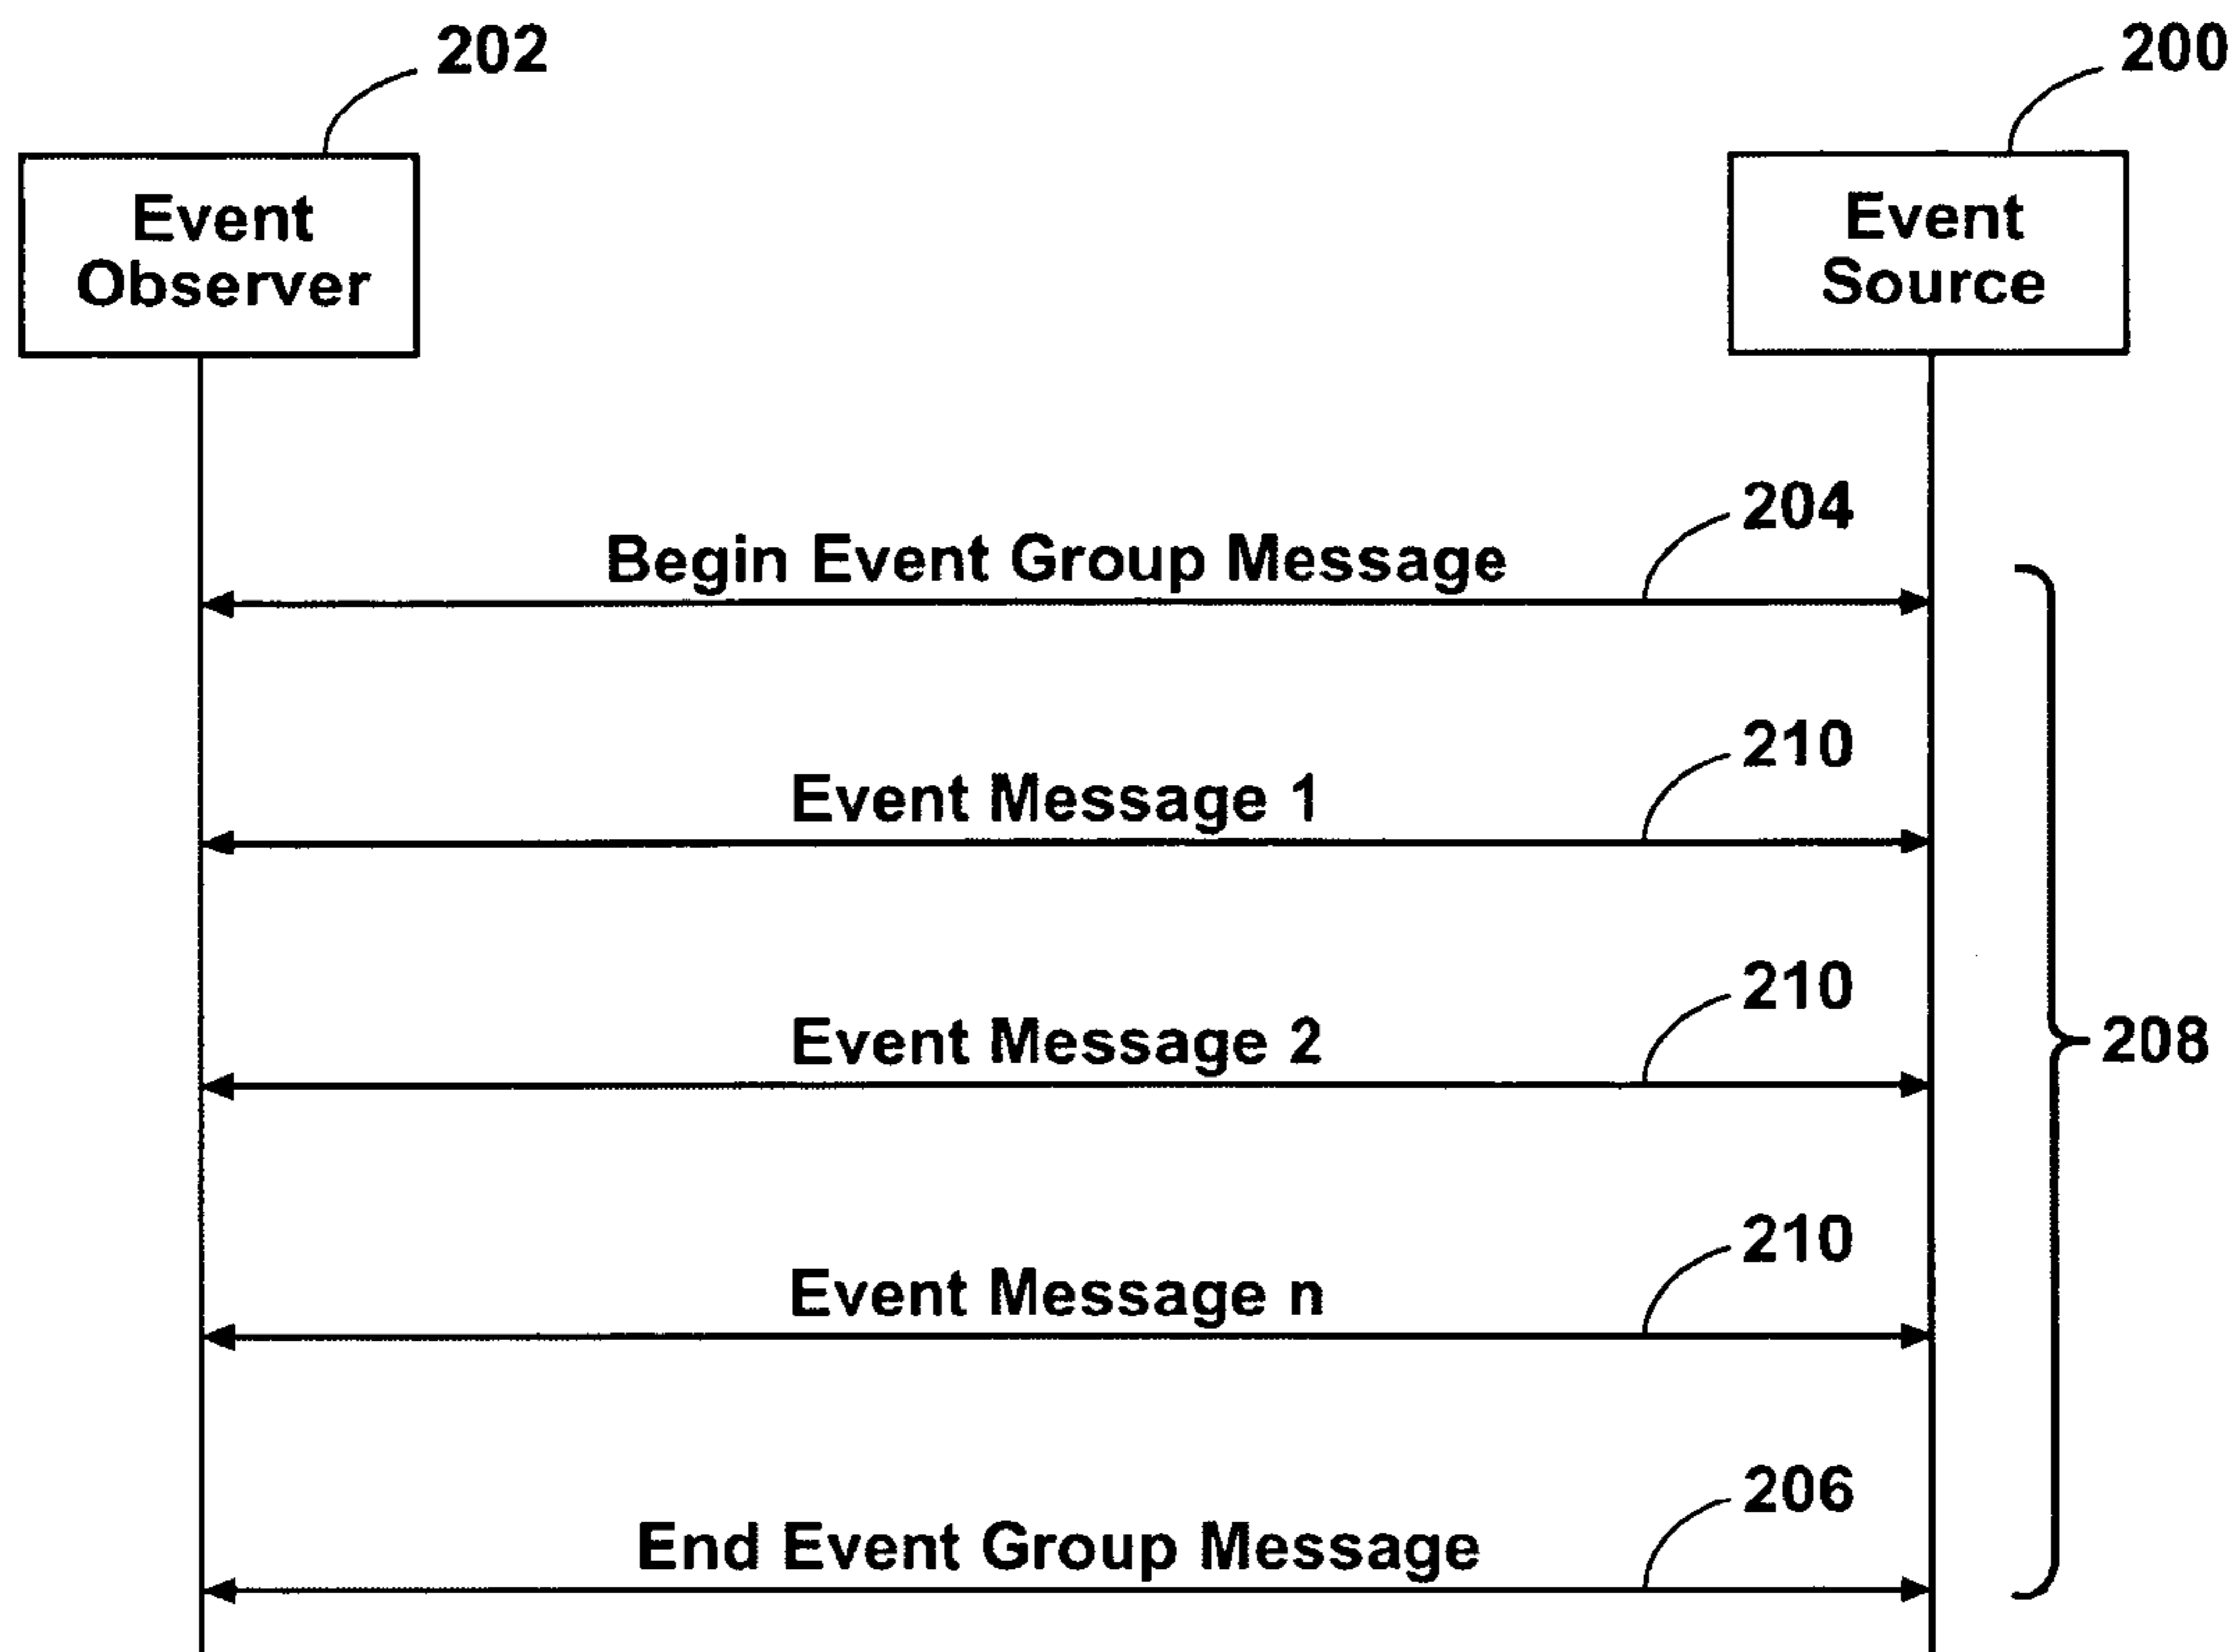 202
200
Event
Observer
Event
Source
204
Begin Event Group Message
210
Event Message 1
210
Event Message 2
208
210
Event Message n
206
End Event Group Message